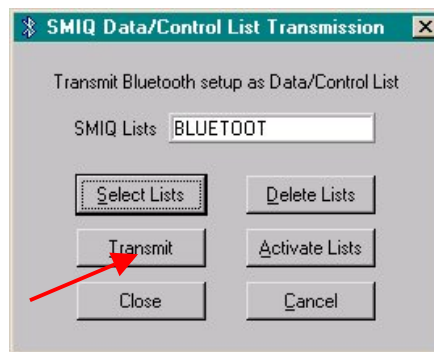 SMIQ Data/Control List Transmission
Transmit Bluetooth setup as Data/Control List
SMIQ Lists BLUETOOT
Select Lists Delete Lists
Transmit Activate Lists
Close Cancel